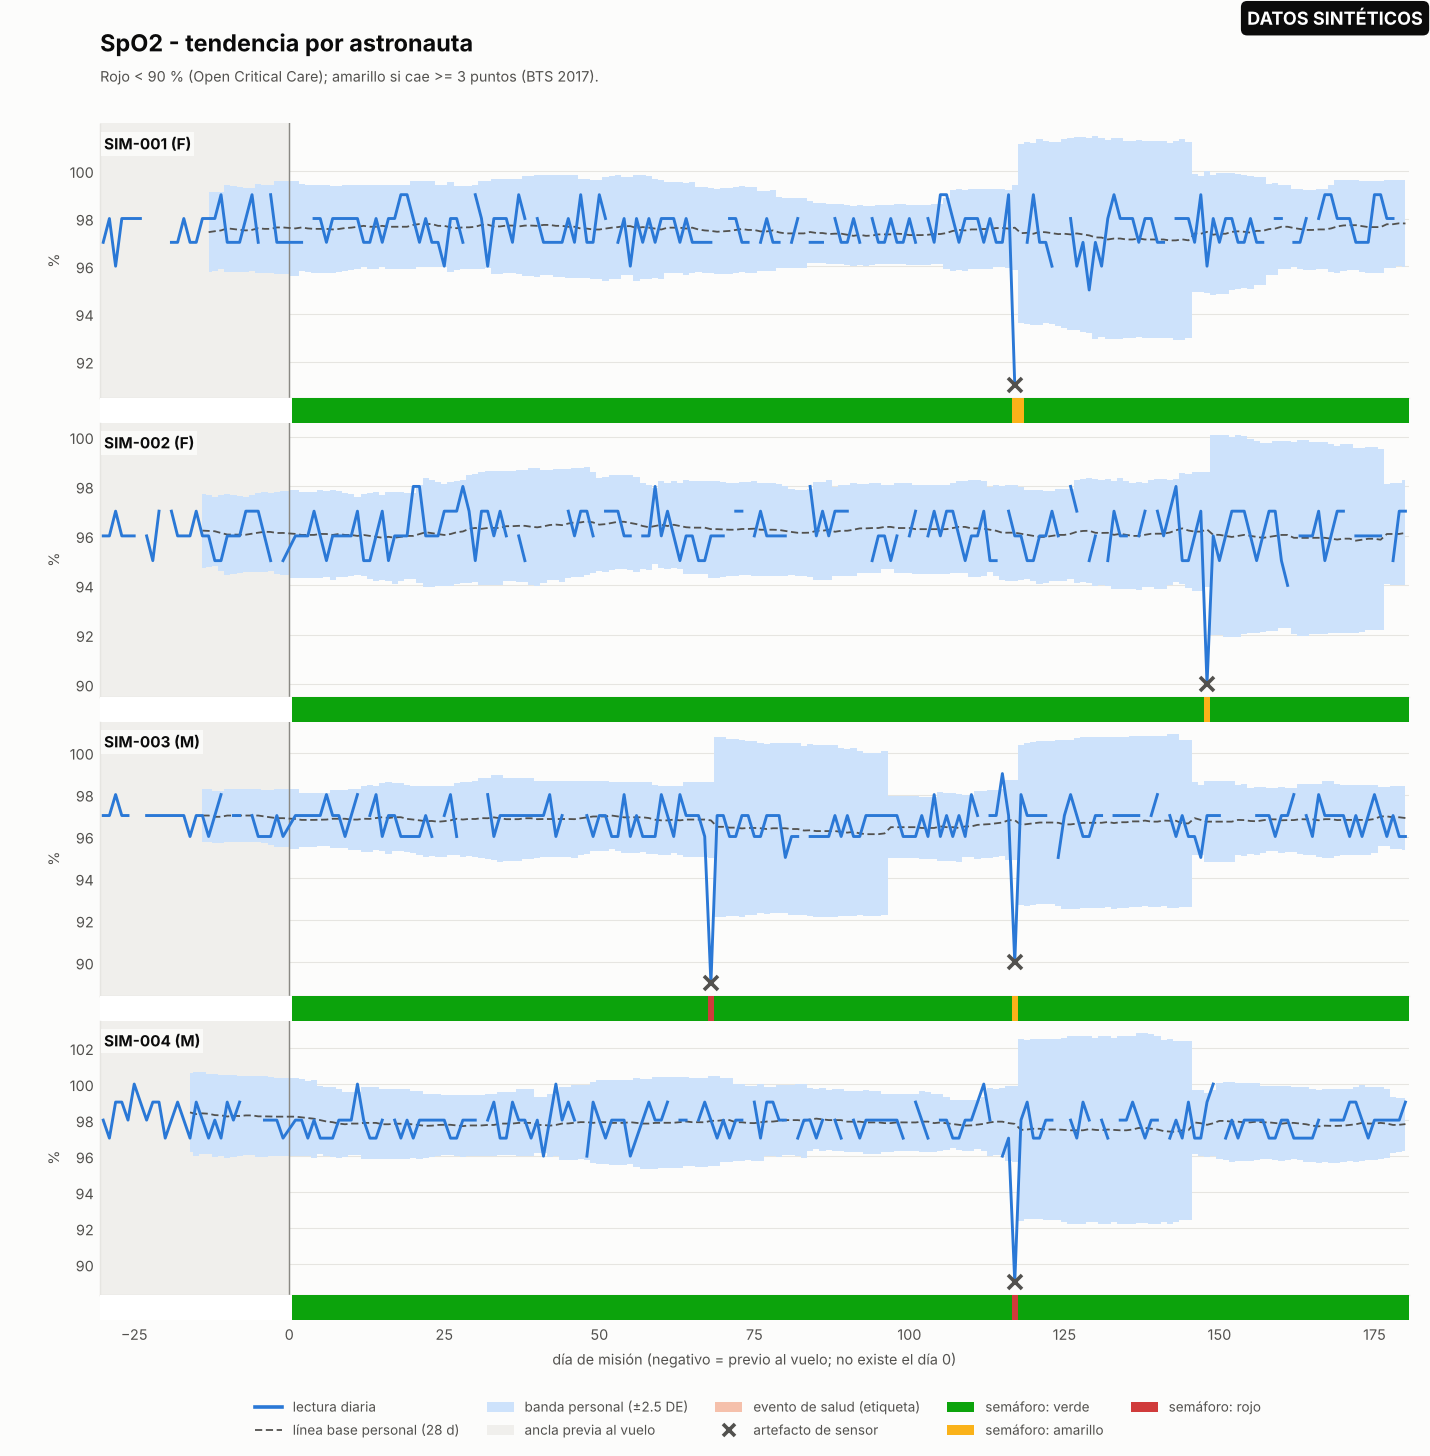 DATOS SINTÉTICOS
SpO2 - tendencia por astronauta
Rojo < 90 % (Open Critical Care); amarillo si cae >= 3 puntos (BTS 2017).
SIM-001 (F)
100
98
96
94
92
%
SIM-002 (F)
100
98
96
94
92
90
%
SIM-003 (M)
100
98
96
94
92
90
%
SIM-004 (M)
102
100
98
96
94
92
90
%
−25 0 25 50 75 100 125 150 175
día de misión (negativo = previo al vuelo; no existe el día 0)
lectura diaria banda personal (±2.5 DE) evento de salud (etiqueta) semáforo: verde semáforo: rojo
línea base personal (28 d) ancla previa al vuelo artefacto de sensor semáforo: amarillo